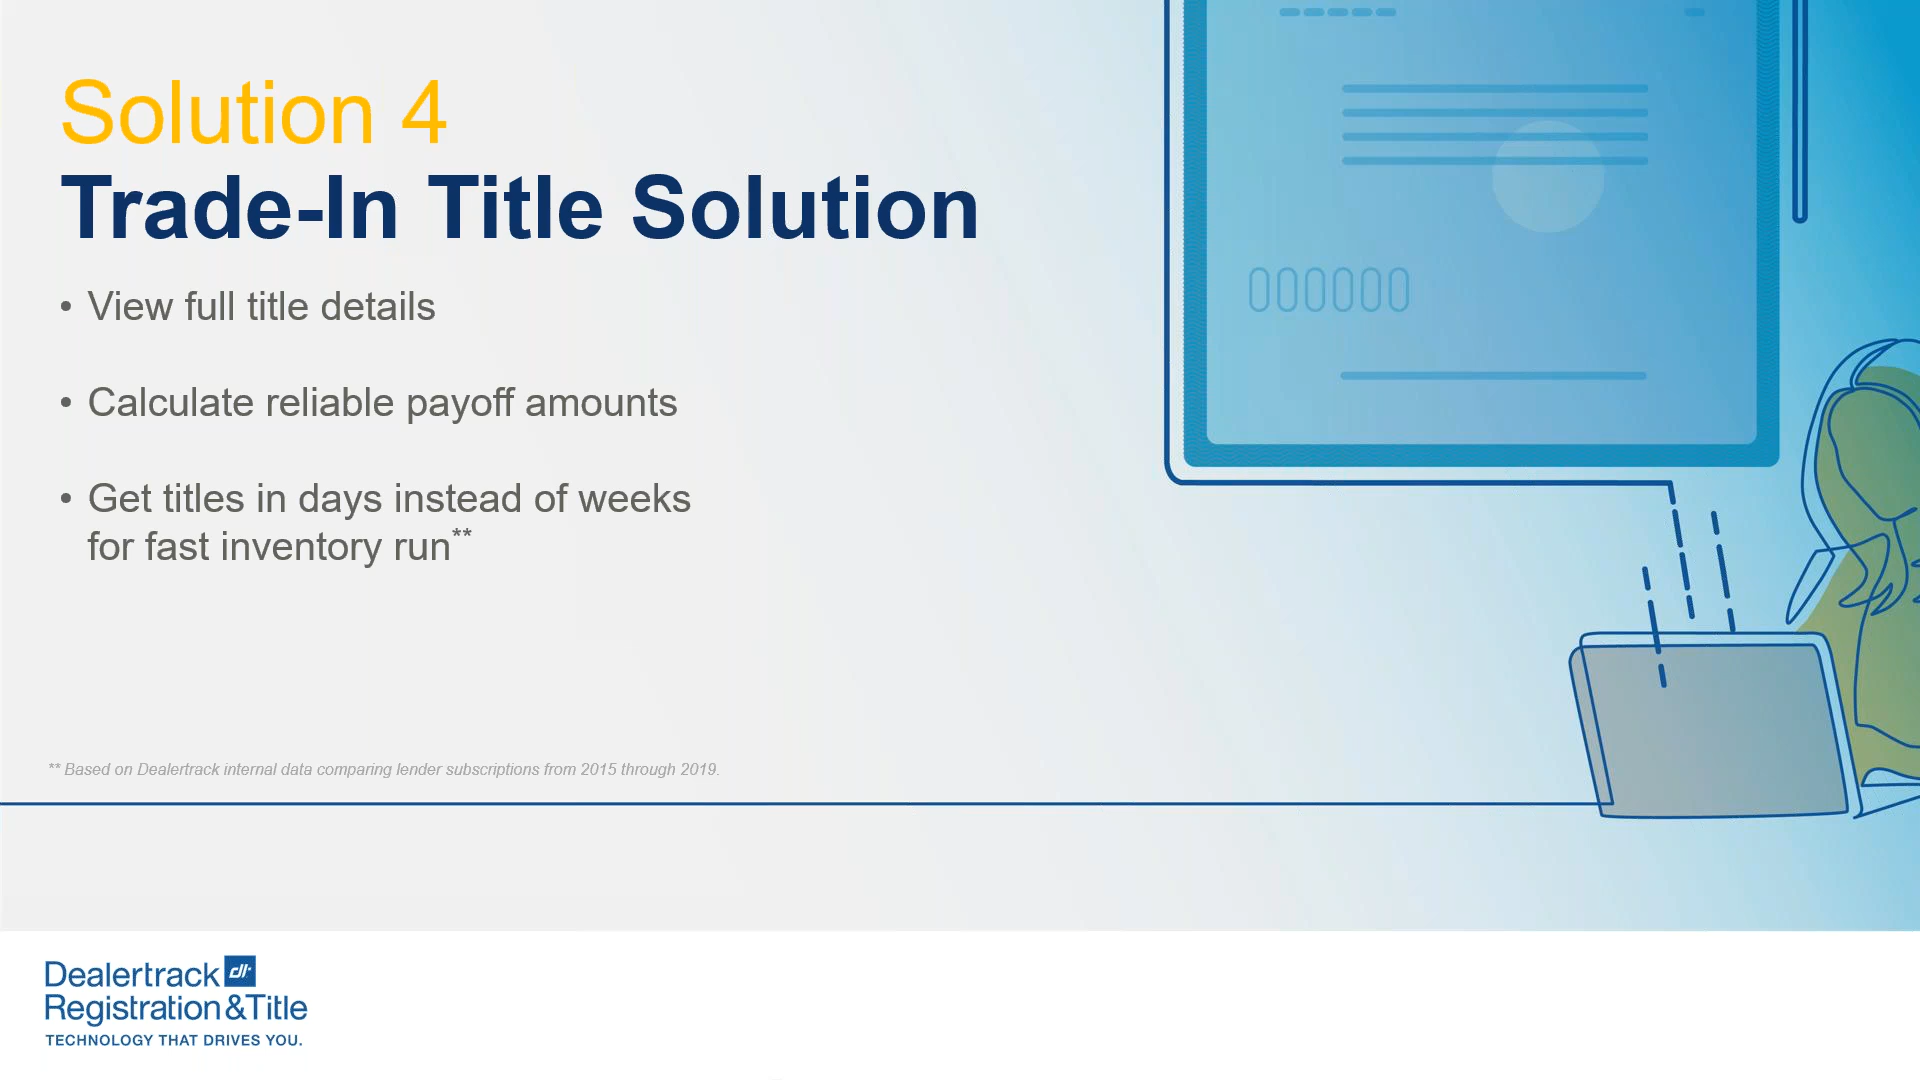 Solution 4
Trade-In Title Solution
• View full title details
• Calculate reliable payoff amounts
• Get titles in days instead of weeks
for fast inventory run**
** Based on Dealertrack internal data comparing lender subscriptions from 2015 through 2019.
Dealertrack dt
Registration & Title
TECHNOLOGY THAT DRIVES YOU.